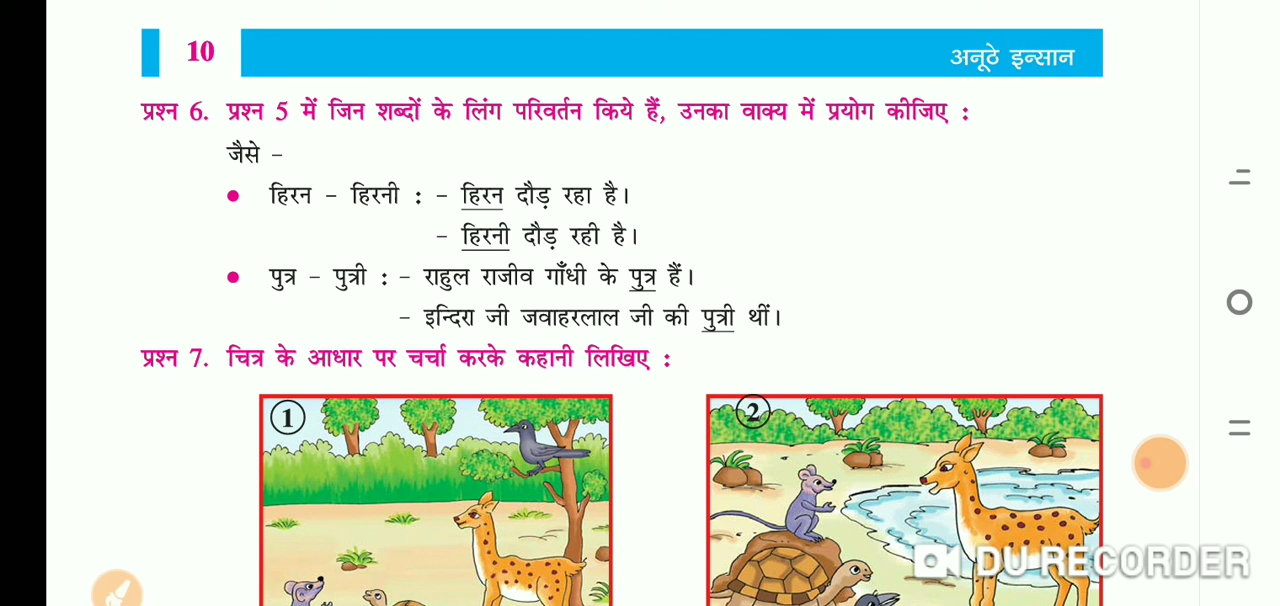 10
अनूठे इन्सान
प्रश्न 6. प्रश्न 5 में जिन शब्दों के लिंग परिवर्तन किये हैं, उनका वाक्य में प्रयोग कीजिए :
जैसे –
● हिरन – हिरनी : – हिरन दौड़ रहा है।
– हिरनी दौड़ रही है।
● पुत्र – पुत्री : – राहुल राजीव गाँधी के पुत्र हैं।
– इन्दिरा जी जवाहरलाल जी की पुत्री थीं।
प्रश्न 7. चित्र के आधार पर चर्चा करके कहानी लिखिए :
1
2
DU RECORDER